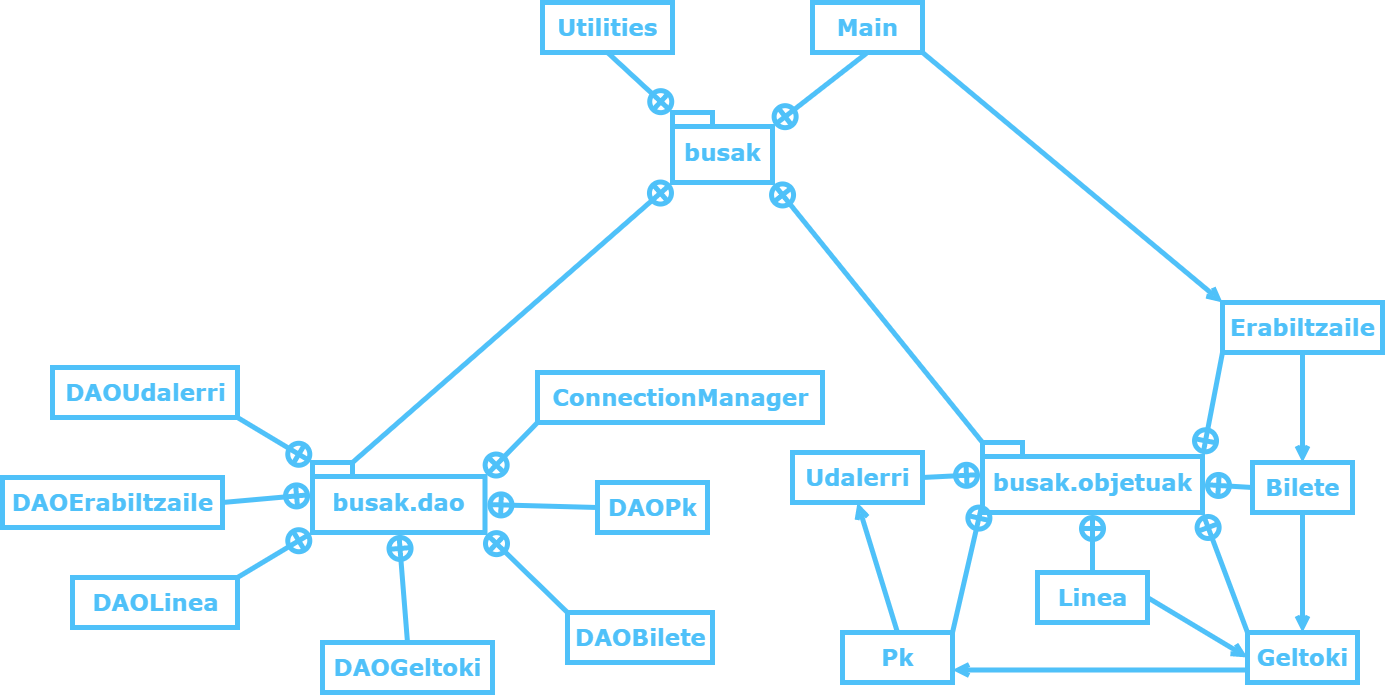 Utilities
Main
busak
Erabiltzaile
DAOUdalerri
ConnectionManager
Udalerri
busak.objetuak
Bilete
DAOErabiltzaile
busak.dao
DAOPk
DAOLinea
Linea
DAOBilete
DAOGeltoki
Pk
Geltoki